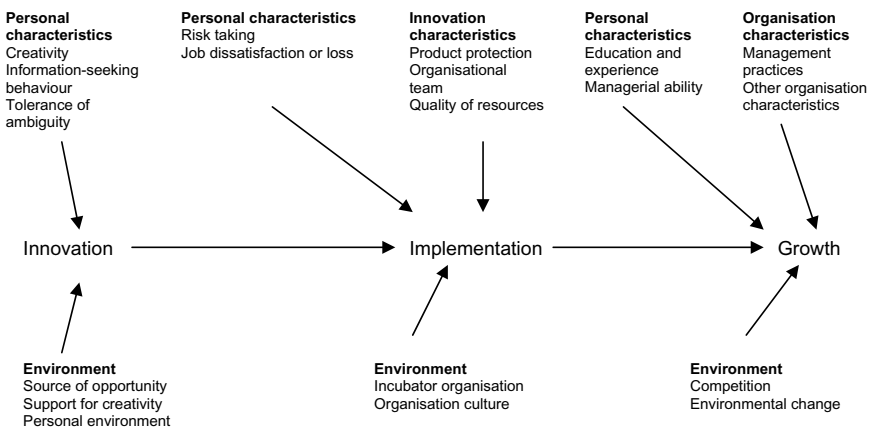 Personal
characteristics
Creativity
Information-seeking
behaviour
Tolerance of
ambiguity
Personal characteristics
Risk taking
Job dissatisfaction or loss
Innovation
characteristics
Product protection
Organisational
team
Quality of resources
Personal
characteristics
Education and
experience
Managerial ability
Organisation
characteristics
Management
practices
Other organisation
characteristics
Innovation
Implementation
Growth
Environment
Source of opportunity
Support for creativity
Personal environment
Environment
Incubator organisation
Organisation culture
Environment
Competition
Environmental change